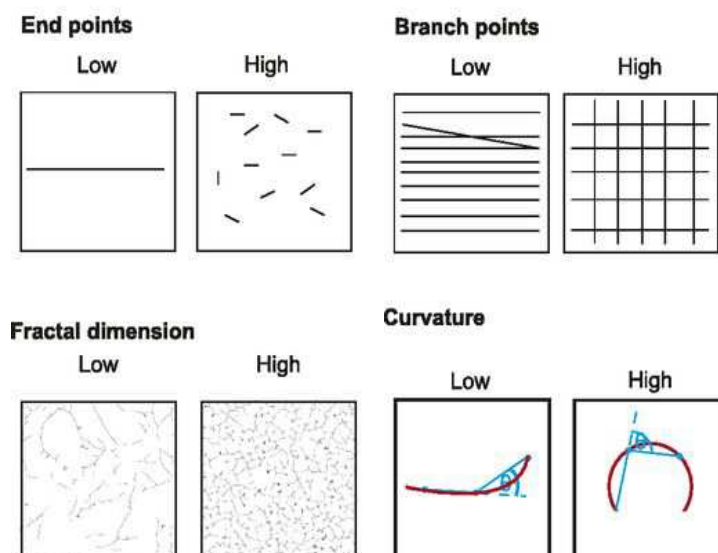 End points
Low High
Branch points
Low High
Fractal dimension
Low High
Curvature
Low High
θ
θ